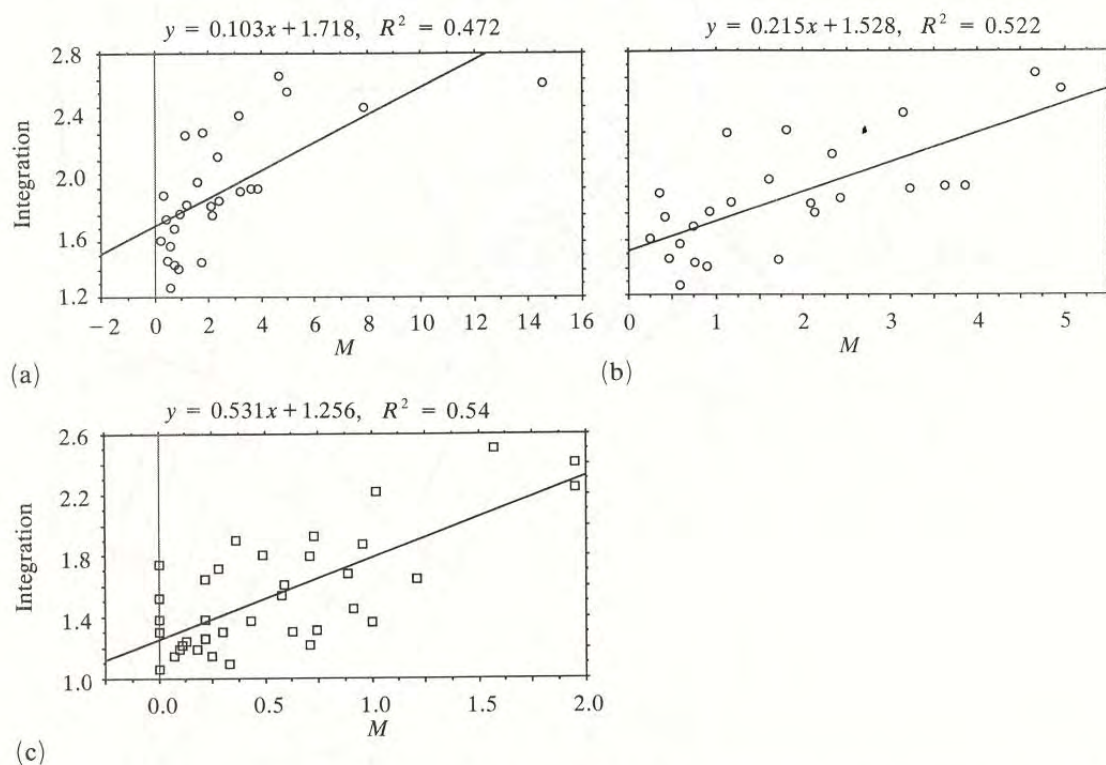 y = 0.103x + 1.718, R² = 0.472
2.8
2.4
2.0
1.6
1.2
Integration
−2 0 2 4 6 8 10 12 14 16
M
(a)
y = 0.215x + 1.528, R² = 0.522
0 1 2 3 4 5
M
(b)
y = 0.531x + 1.256, R² = 0.54
2.6
2.2
1.8
1.4
1.0
Integration
0.0 0.5 1.0 1.5 2.0
M
(c)